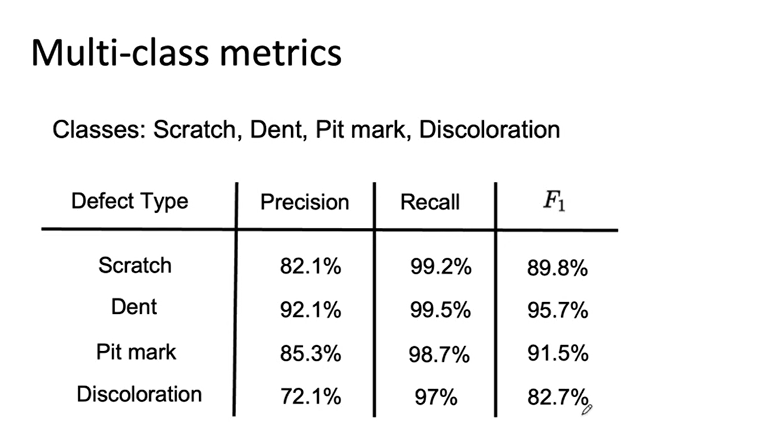 Multi-class metrics
Classes: Scratch, Dent, Pit mark, Discoloration
Defect Type Precision Recall F₁
Scratch 82.1% 99.2% 89.8%
Dent 92.1% 99.5% 95.7%
Pit mark 85.3% 98.7% 91.5%
Discoloration 72.1% 97% 82.7%